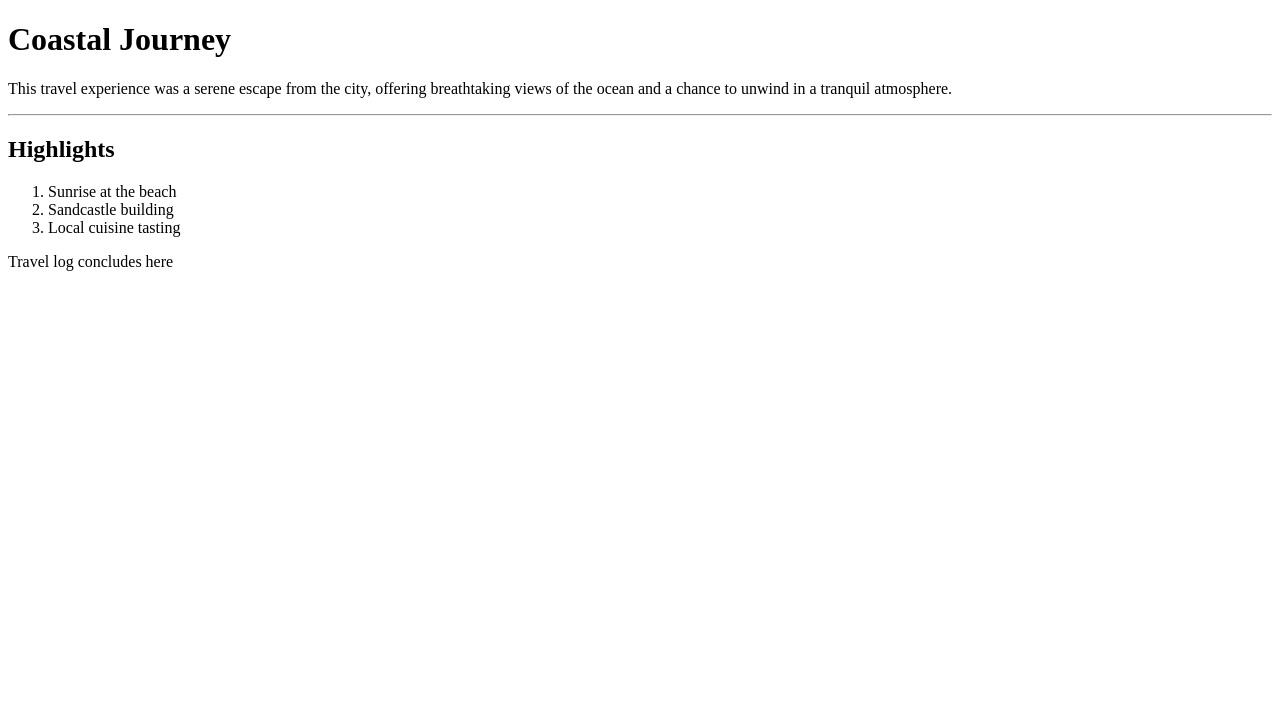 Coastal Journey
This travel experience was a serene escape from the city, offering breathtaking views of the ocean and a chance to unwind in a tranquil atmosphere.
Highlights
1. Sunrise at the beach
2. Sandcastle building
3. Local cuisine tasting
Travel log concludes here